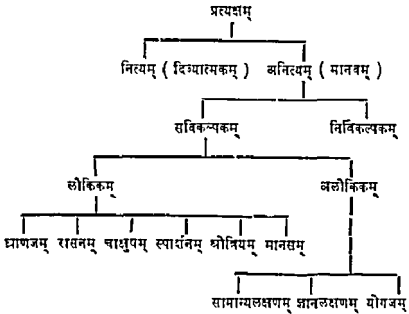 प्रत्यक्षम्
नित्यम् ( दिव्यात्मकम् ) अनित्यम् ( मानवम् )
सविकल्पकम् निर्विकल्पकम्
लौकिकम् अलौकिकम्
घ्राणजम् रासनम् चाक्षुषम् स्पार्शनम् श्रोत्रियम् मानसम्
सामान्यलक्षणम् ज्ञानलक्षणम् योगजम्